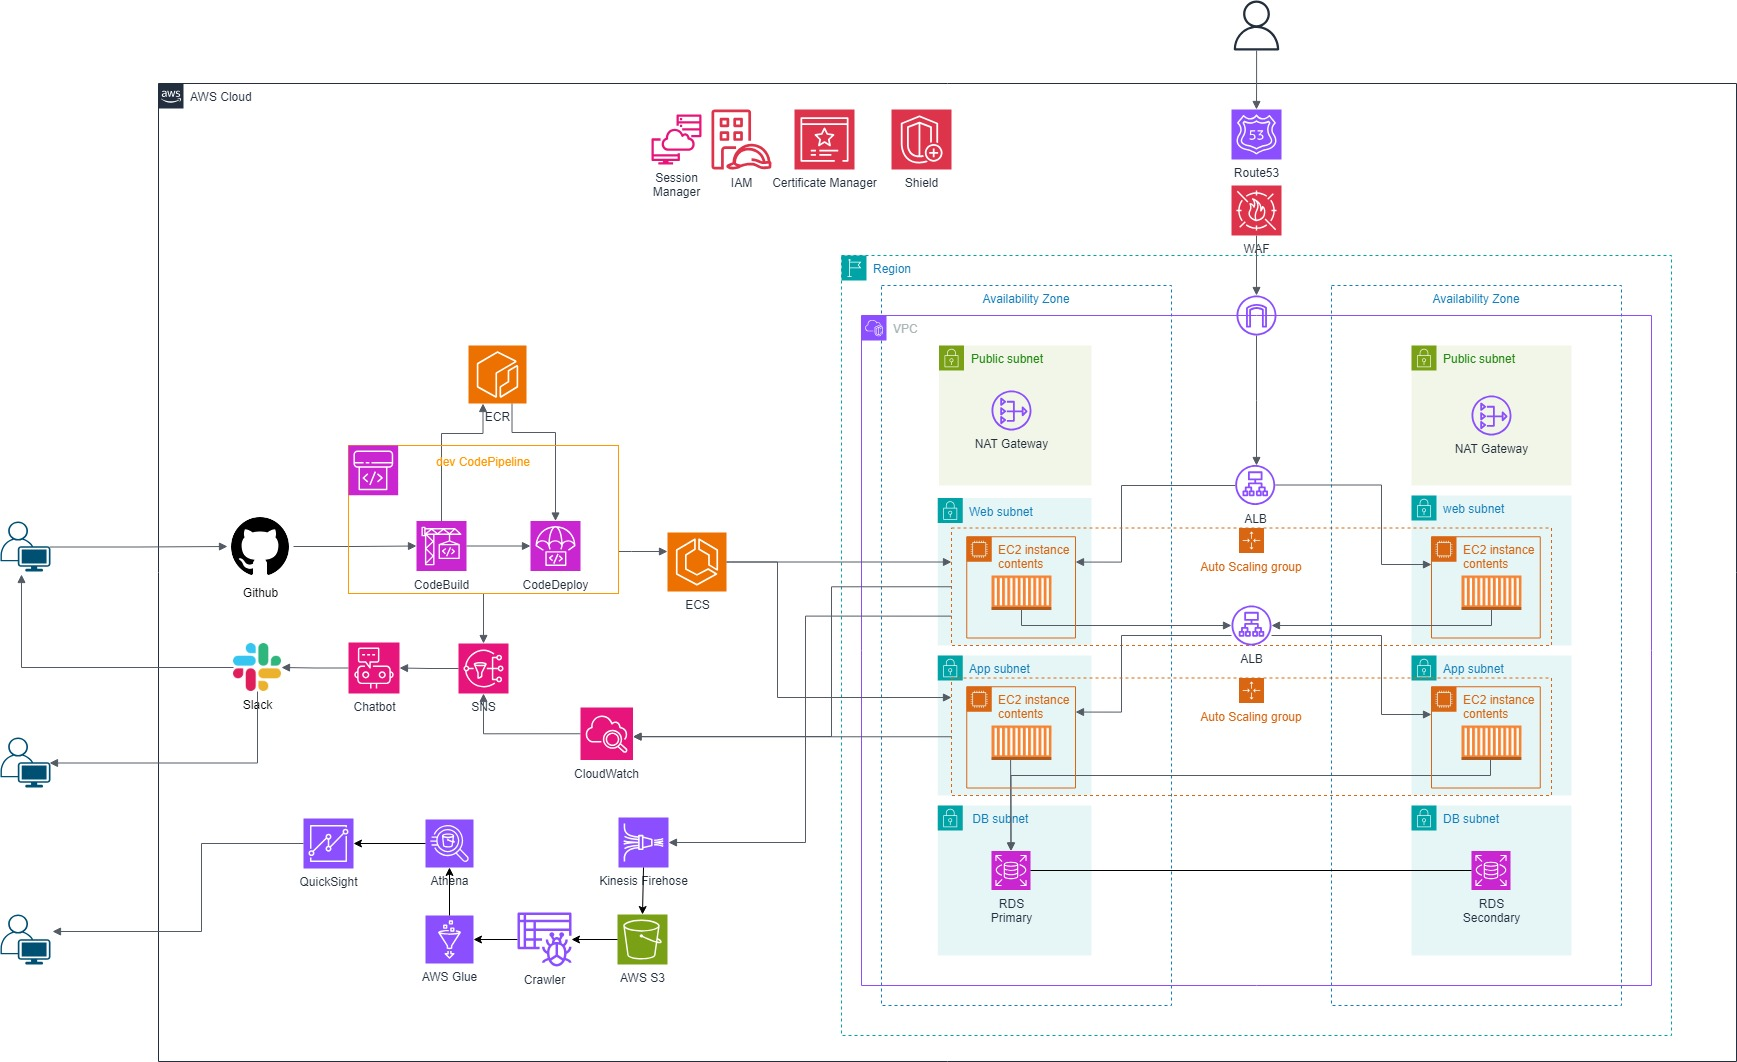 aws
AWS Cloud
Session
Manager
IAM
Certificate Manager
Shield
53
Route53
WAF
Region
Availability Zone
Availability Zone
VPC
Public subnet
NAT Gateway
Public subnet
NAT Gateway
ECR
dev CodePipeline
CodeBuild
CodeDeploy
Github
ECS
ALB
Web subnet
web subnet
EC2 instance
contents
Auto Scaling group
EC2 instance
contents
ALB
App subnet
App subnet
EC2 instance
contents
Auto Scaling group
EC2 instance
contents
Slack
Chatbot
SNS
CloudWatch
DB subnet
DB subnet
RDS
Primary
RDS
Secondary
QuickSight
Athena
Kinesis Firehose
AWS Glue
Crawler
AWS S3